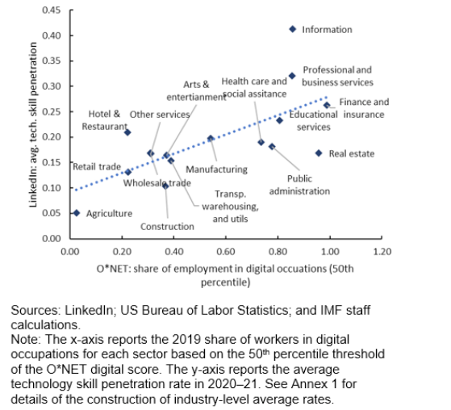 0.45
0.40
0.35
0.30
0.25
0.20
0.15
0.10
0.05
0.00
LinkedIn: avg. tech. skill penetration
Information
Professional and
business services
Arts &
entertianment
Health care and
social assitance
Finance and
insurance
Hotel &
Restaurant
Other services
Educational
services
Real estate
Retail trade
Wholesale trade
Manufacturing
Public
administration
Transp.
warehousing,
and utils
Agriculture
Construction
0.00 0.20 0.40 0.60 0.80 1.00 1.20
O*NET: share of employment in digital occuations (50th
percentile)
Sources: LinkedIn; US Bureau of Labor Statistics; and IMF staff
calculations.
Note: The x-axis reports the 2019 share of workers in digital
occupations for each sector based on the 50th percentile threshold
of the O*NET digital score. The y-axis reports the average
technology skill penetration rate in 2020–21. See Annex 1 for
details of the construction of industry-level average rates.